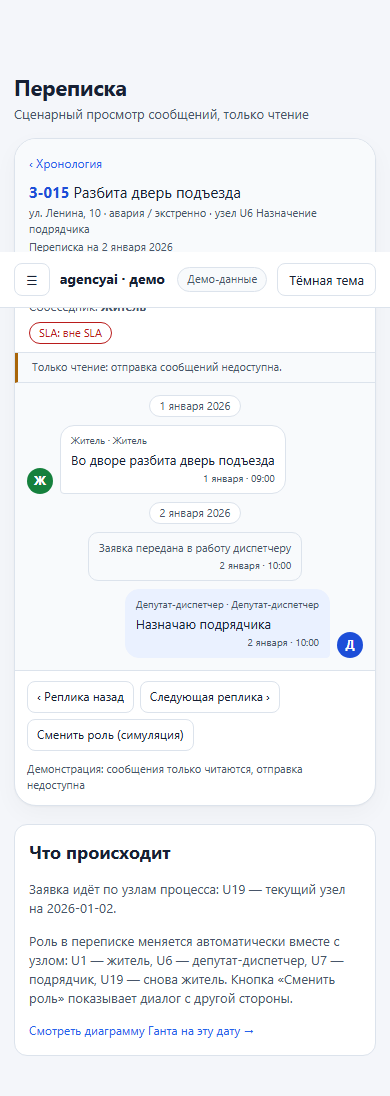 Переписка
Сценарный просмотр сообщений, только чтение
‹ Хронология
3-015 Разбита дверь подъезда
ул. Ленина, 10 · авария / экстренно · узел U6 Назначение
подрядчика
Переписка на 2 января 2026
☰ agencyai · демо Демо-данные Тёмная тема
Собеседник: Житель
SLA: вне SLA
Только чтение: отправка сообщений недоступна.
1 января 2026
Житель · Житель
Во дворе разбита дверь подъезда
1 января · 09:00
Ж
2 января 2026
Заявка передана в работу диспетчеру
2 января · 10:00
Депутат-диспетчер · Депутат-диспетчер
Назначаю подрядчика
2 января · 10:00
Д
‹ Реплика назад Следующая реплика ›
Сменить роль (симуляция)
Демонстрация: сообщения только читаются, отправка
недоступна
Что происходит
Заявка идёт по узлам процесса: U19 — текущий узел
на 2026-01-02.
Роль в переписке меняется автоматически вместе с
узлом: U1 — житель, U6 — депутат-диспетчер, U7 —
подрядчик, U19 — снова житель. Кнопка «Сменить
роль» показывает диалог с другой стороны.
Смотреть диаграмму Ганта на эту дату →